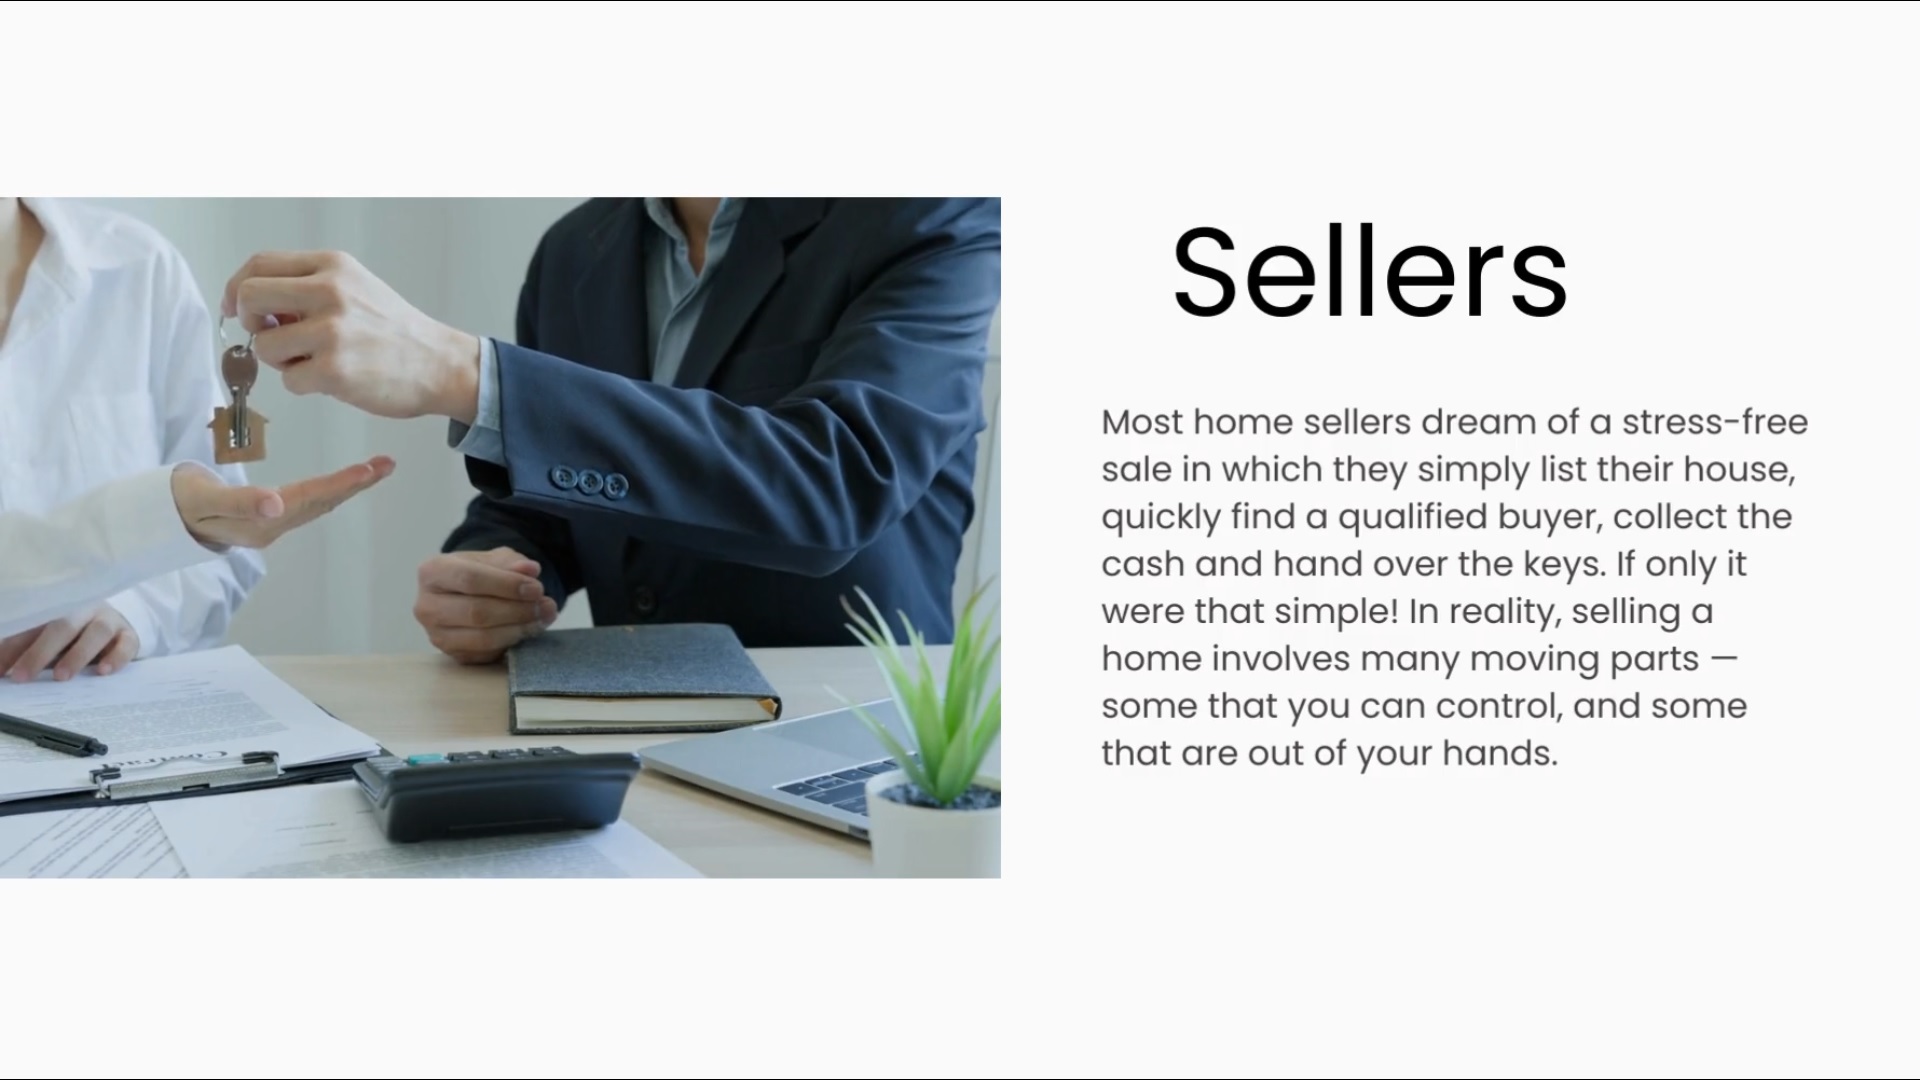 Sellers
Most home sellers dream of a stress-free
sale in which they simply list their house,
quickly find a qualified buyer, collect the
cash and hand over the keys. If only it
were that simple! In reality, selling a
home involves many moving parts —
some that you can control, and some
that are out of your hands.
Contract